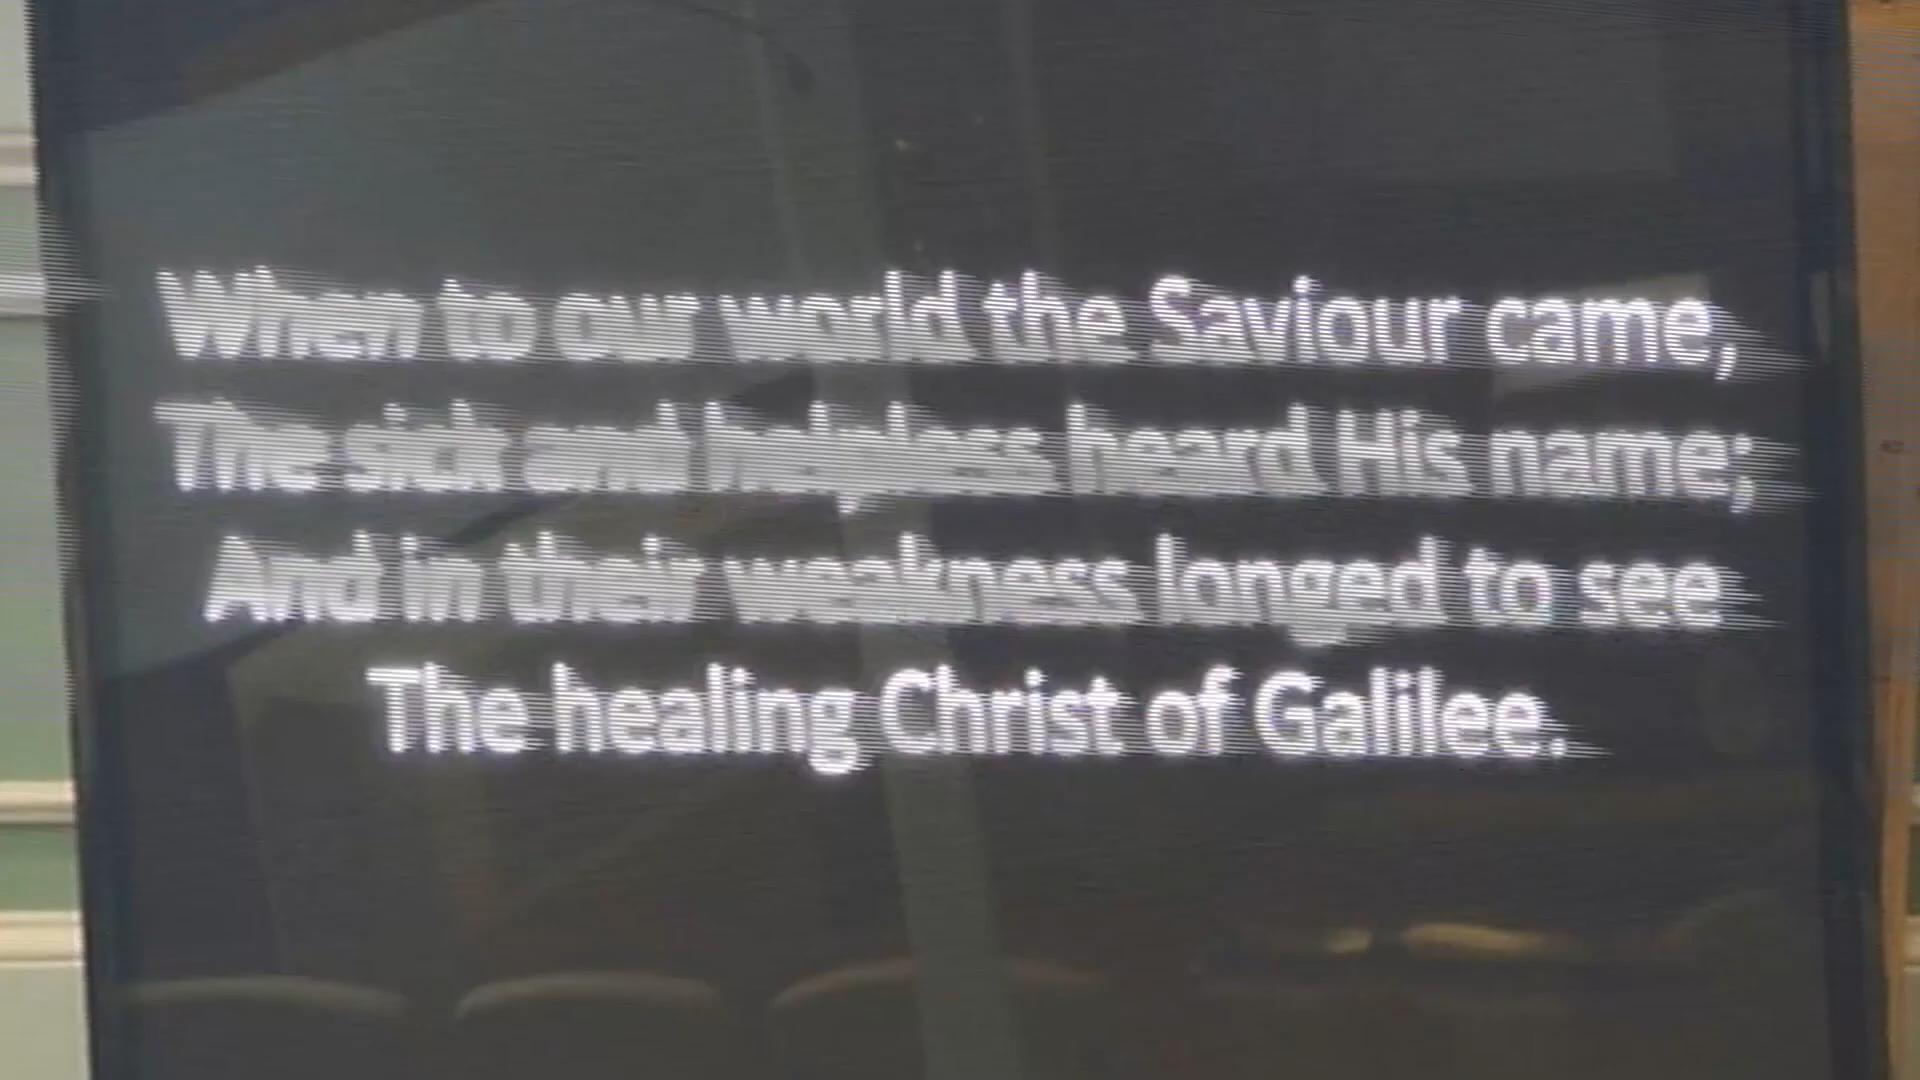 When to our world the Saviour came,
The sick and helpless heard His name;
And in their weakness longed to see
The healing Christ of Galilee.